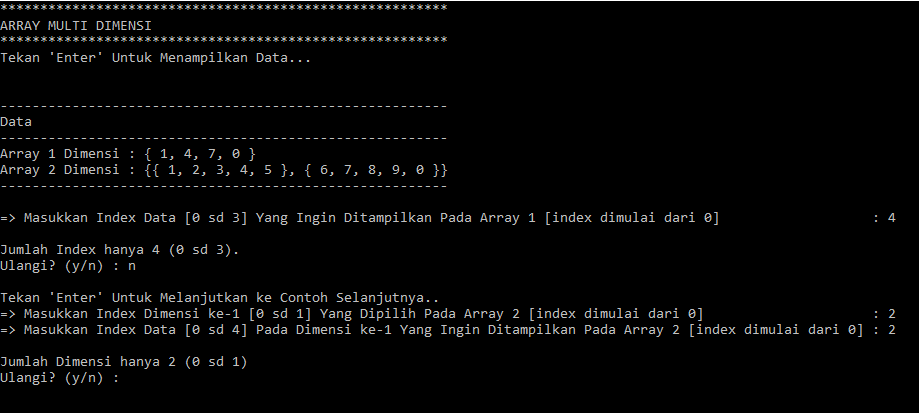 ********************************************************
ARRAY MULTI DIMENSI
********************************************************
Tekan 'Enter' Untuk Menampilkan Data...
--------------------------------------------------------
Data
--------------------------------------------------------
Array 1 Dimensi : { 1, 4, 7, 0 }
Array 2 Dimensi : {{ 1, 2, 3, 4, 5 }, { 6, 7, 8, 9, 0 }}
--------------------------------------------------------
=> Masukkan Index Data [0 sd 3] Yang Ingin Ditampilkan Pada Array 1 [index dimulai dari 0] : 4
Jumlah Index hanya 4 (0 sd 3).
Ulangi? (y/n) : n
Tekan 'Enter' Untuk Melanjutkan ke Contoh Selanjutnya..
=> Masukkan Index Dimensi ke-1 [0 sd 1] Yang Dipilih Pada Array 2 [index dimulai dari 0] : 2
=> Masukkan Index Data [0 sd 4] Pada Dimensi ke-1 Yang Ingin Ditampilkan Pada Array 2 [index dimulai dari 0] : 2
Jumlah Dimensi hanya 2 (0 sd 1)
Ulangi? (y/n) :